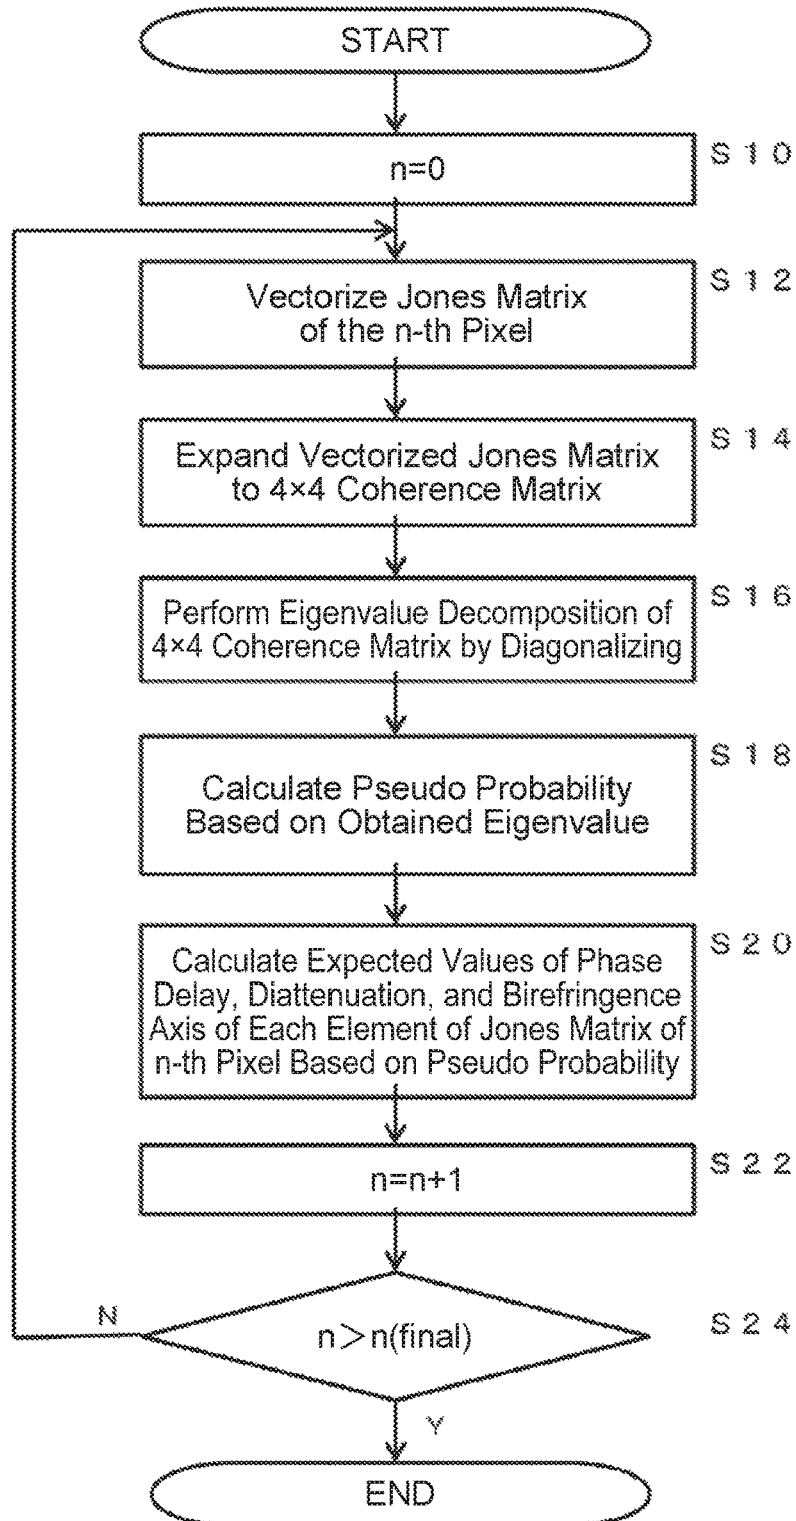 START
n=0
S10
Vectorize Jones Matrix
of the n-th Pixel
S12
Expand Vectorized Jones Matrix
to 4×4 Coherence Matrix
S14
Perform Eigenvalue Decomposition of
4×4 Coherence Matrix by Diagonalizing
S16
Calculate Pseudo Probability
Based on Obtained Eigenvalue
S18
Calculate Expected Values of Phase
Delay, Diattenuation, and Birefringence
Axis of Each Element of Jones Matrix of
n-th Pixel Based on Pseudo Probability
S20
n=n+1
S22
N
n>n(final)
S24
Y
END